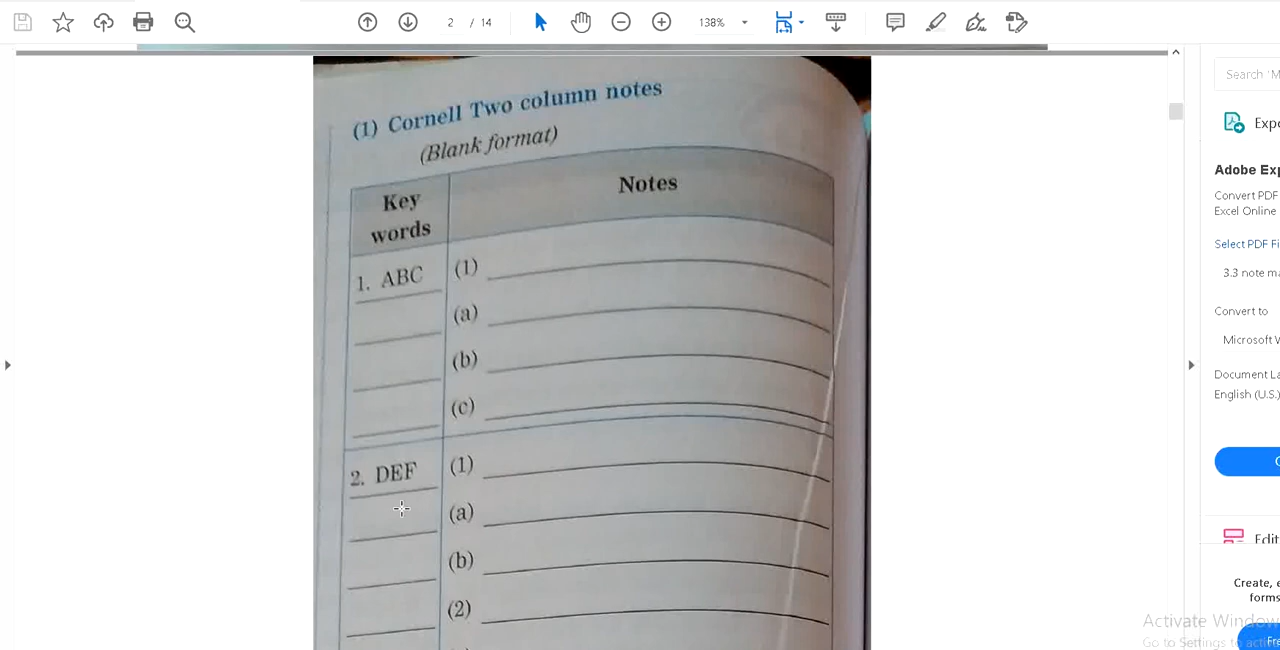 2 / 14
138%
Search 'M
(1) Cornell Two column notes
(Blank format)
Key words
Notes
1. ABC
(1)
(a)
(b)
(c)
2. DEF
(1)
(a)
(b)
(2)
Expo
Adobe Exp
Convert PDF
Excel Online
Select PDF Fi
3.3 note ma
Convert to
Microsoft W
Document La
English (U.S.)
C
Edit
Create, e
forms
Fre
Activate Window
Go to Settings to activ